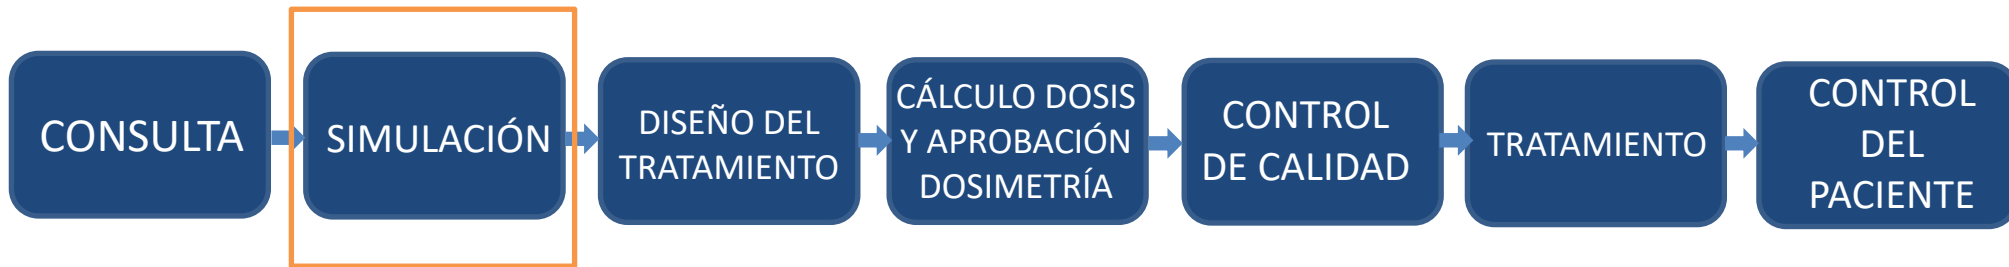 CONSULTA
SIMULACIÓN
DISEÑO DEL
TRATAMIENTO
CÁLCULO DOSIS
Y APROBACIÓN
DOSIMETRÍA
CONTROL
DE CALIDAD
TRATAMIENTO
CONTROL
DEL
PACIENTE